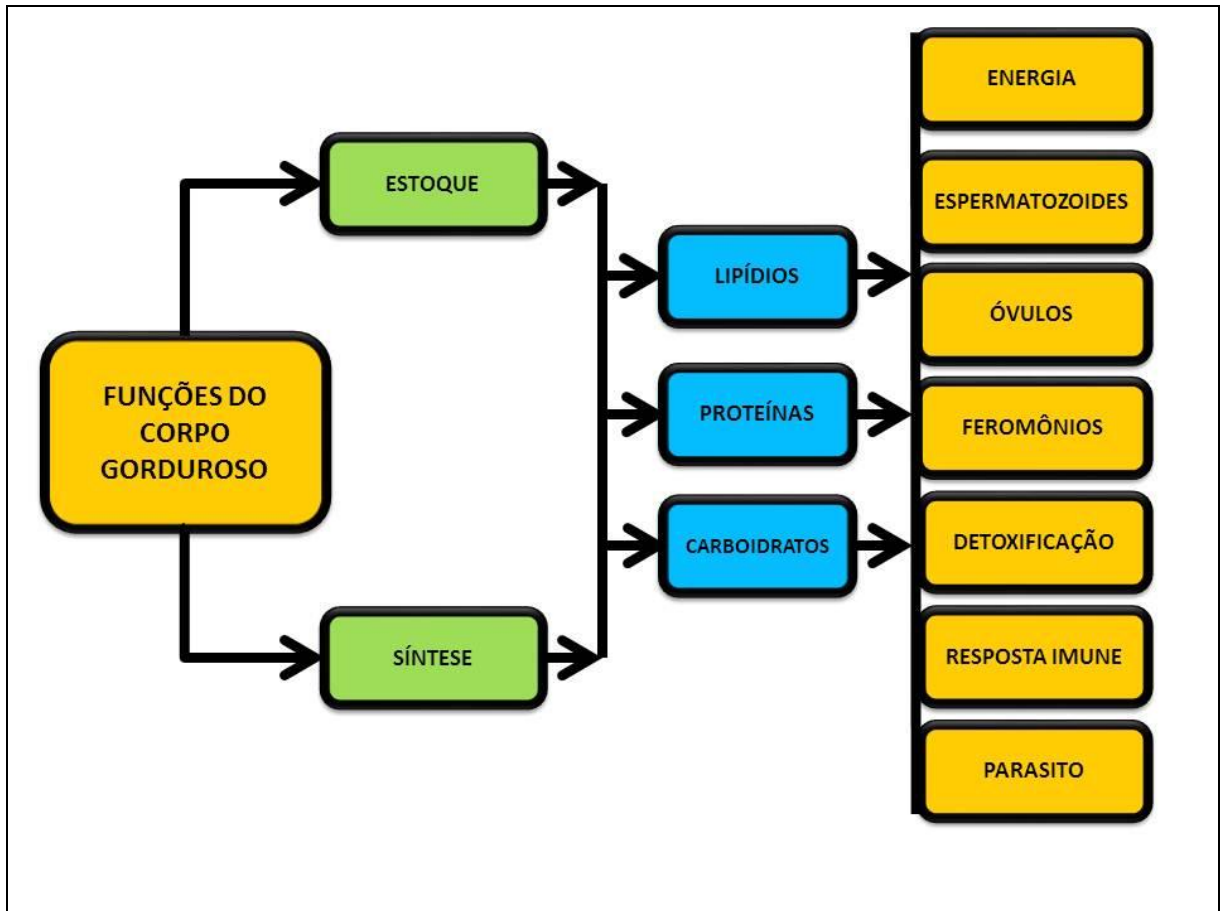 FUNÇÕES DO
CORPO
GORDUROSO
ESTOQUE
SÍNTESE
LIPÍDIOS
PROTEÍNAS
CARBOIDRATOS
ENERGIA
ESPERMATOZOIDES
ÓVULOS
FEROMÔNIOS
DETOXIFICAÇÃO
RESPOSTA IMUNE
PARASITO